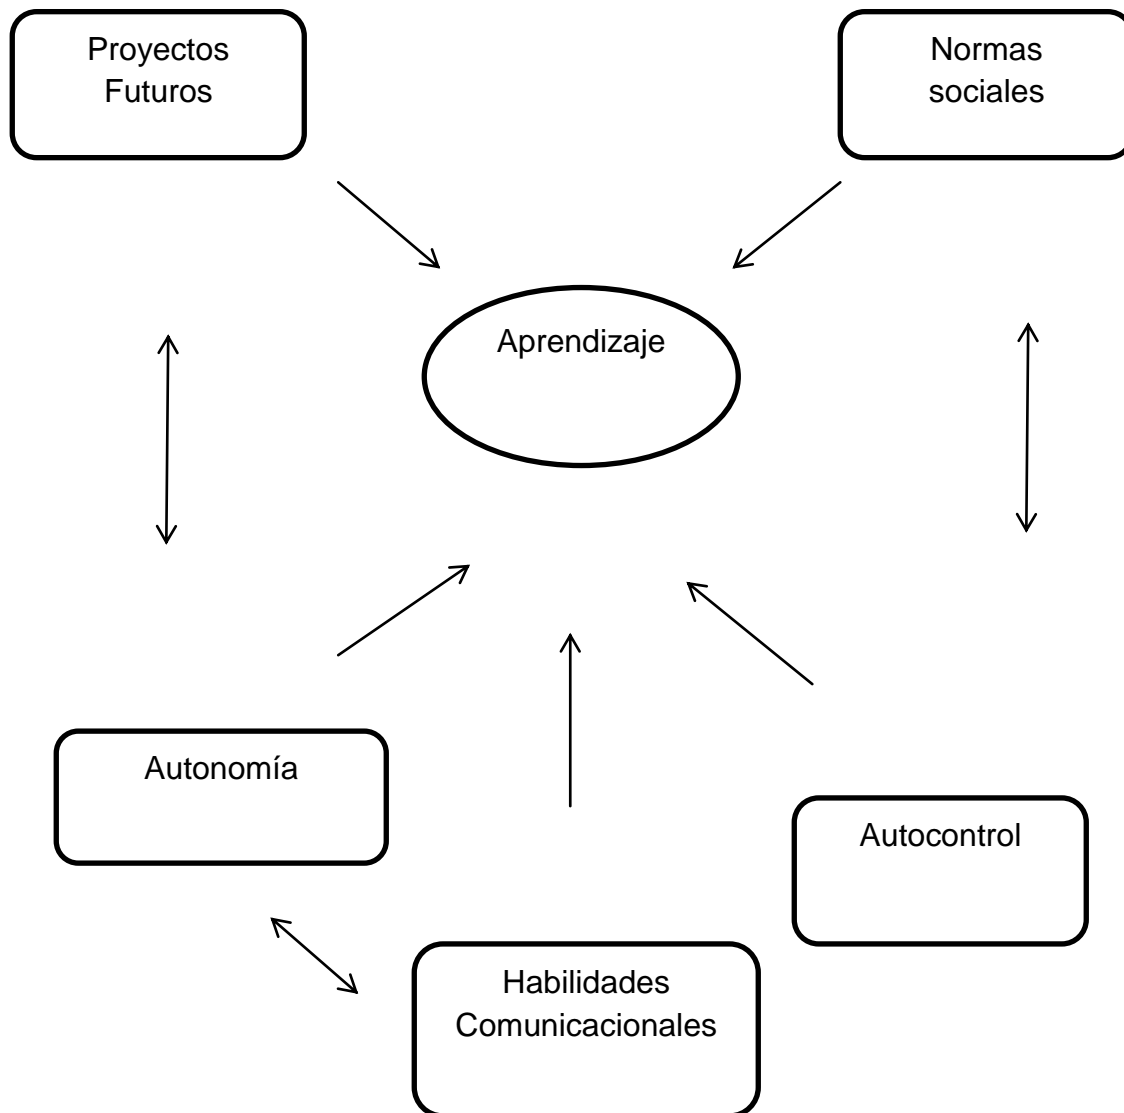 Proyectos
Futuros
Normas
sociales
Aprendizaje
Autonomía
Autocontrol
Habilidades
Comunicacionales